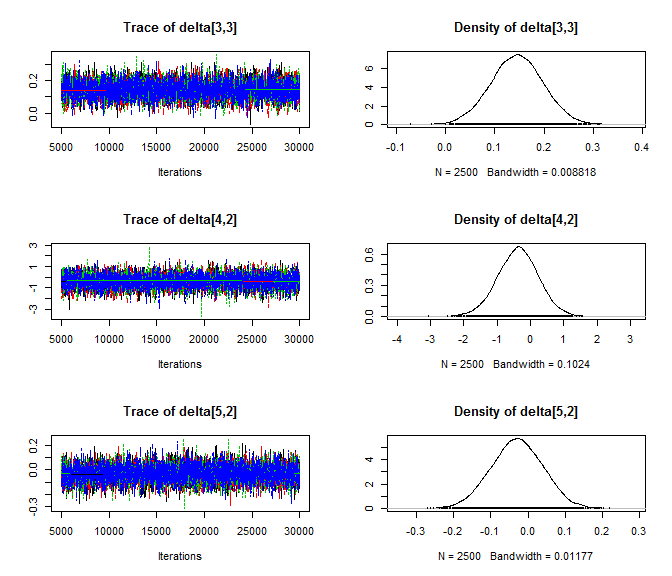 Trace of delta[3,3]
Density of delta[3,3]
0.2
0.0
6
4
2
0
5000 10000 15000 20000 25000 30000
-0.1 0.0 0.1 0.2 0.3 0.4
Iterations
N = 2500 Bandwidth = 0.008818
Trace of delta[4,2]
Density of delta[4,2]
3
1
-1
-3
0.6
0.3
0.0
5000 10000 15000 20000 25000 30000
-4 -3 -2 -1 0 1 2 3
Iterations
N = 2500 Bandwidth = 0.1024
Trace of delta[5,2]
Density of delta[5,2]
0.2
0.0
-0.3
4
2
0
5000 10000 15000 20000 25000 30000
-0.3 -0.2 -0.1 0.0 0.1 0.2 0.3
Iterations
N = 2500 Bandwidth = 0.01177